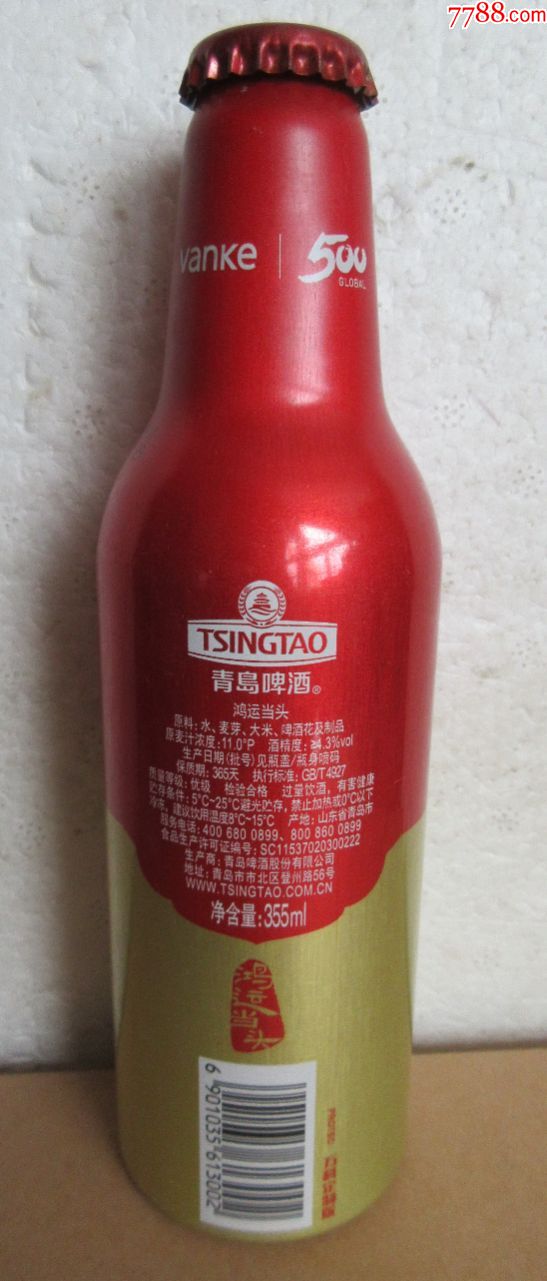 7788.com
vanke | 500
GLOBAL
TSINGTAO
青島啤酒®
鸿运当头
原料:水、麦芽、大米、啤酒花及制品
原麦汁浓度:11.0°P 酒精度:≥4.3%vol
生产日期(批号)见瓶盖/瓶身喷码
保质期:365天 执行标准:GB/T4927
质量等级:优级 检验合格 过量饮酒,有害健康
贮存条件:5°C~25°C避光贮存,禁止加热或0°C以下
冷冻,建议饮用温度8°C~15°C 产地:山东省青岛市
服务电话:400 680 0899、800 860 0899
食品生产许可证编号:SC11537020300222
生产商:青岛啤酒股份有限公司
地址:青岛市市北区登州路56号
WWW.TSINGTAO.COM.CN
净含量:355ml
鸿运当头
6 901035 613002